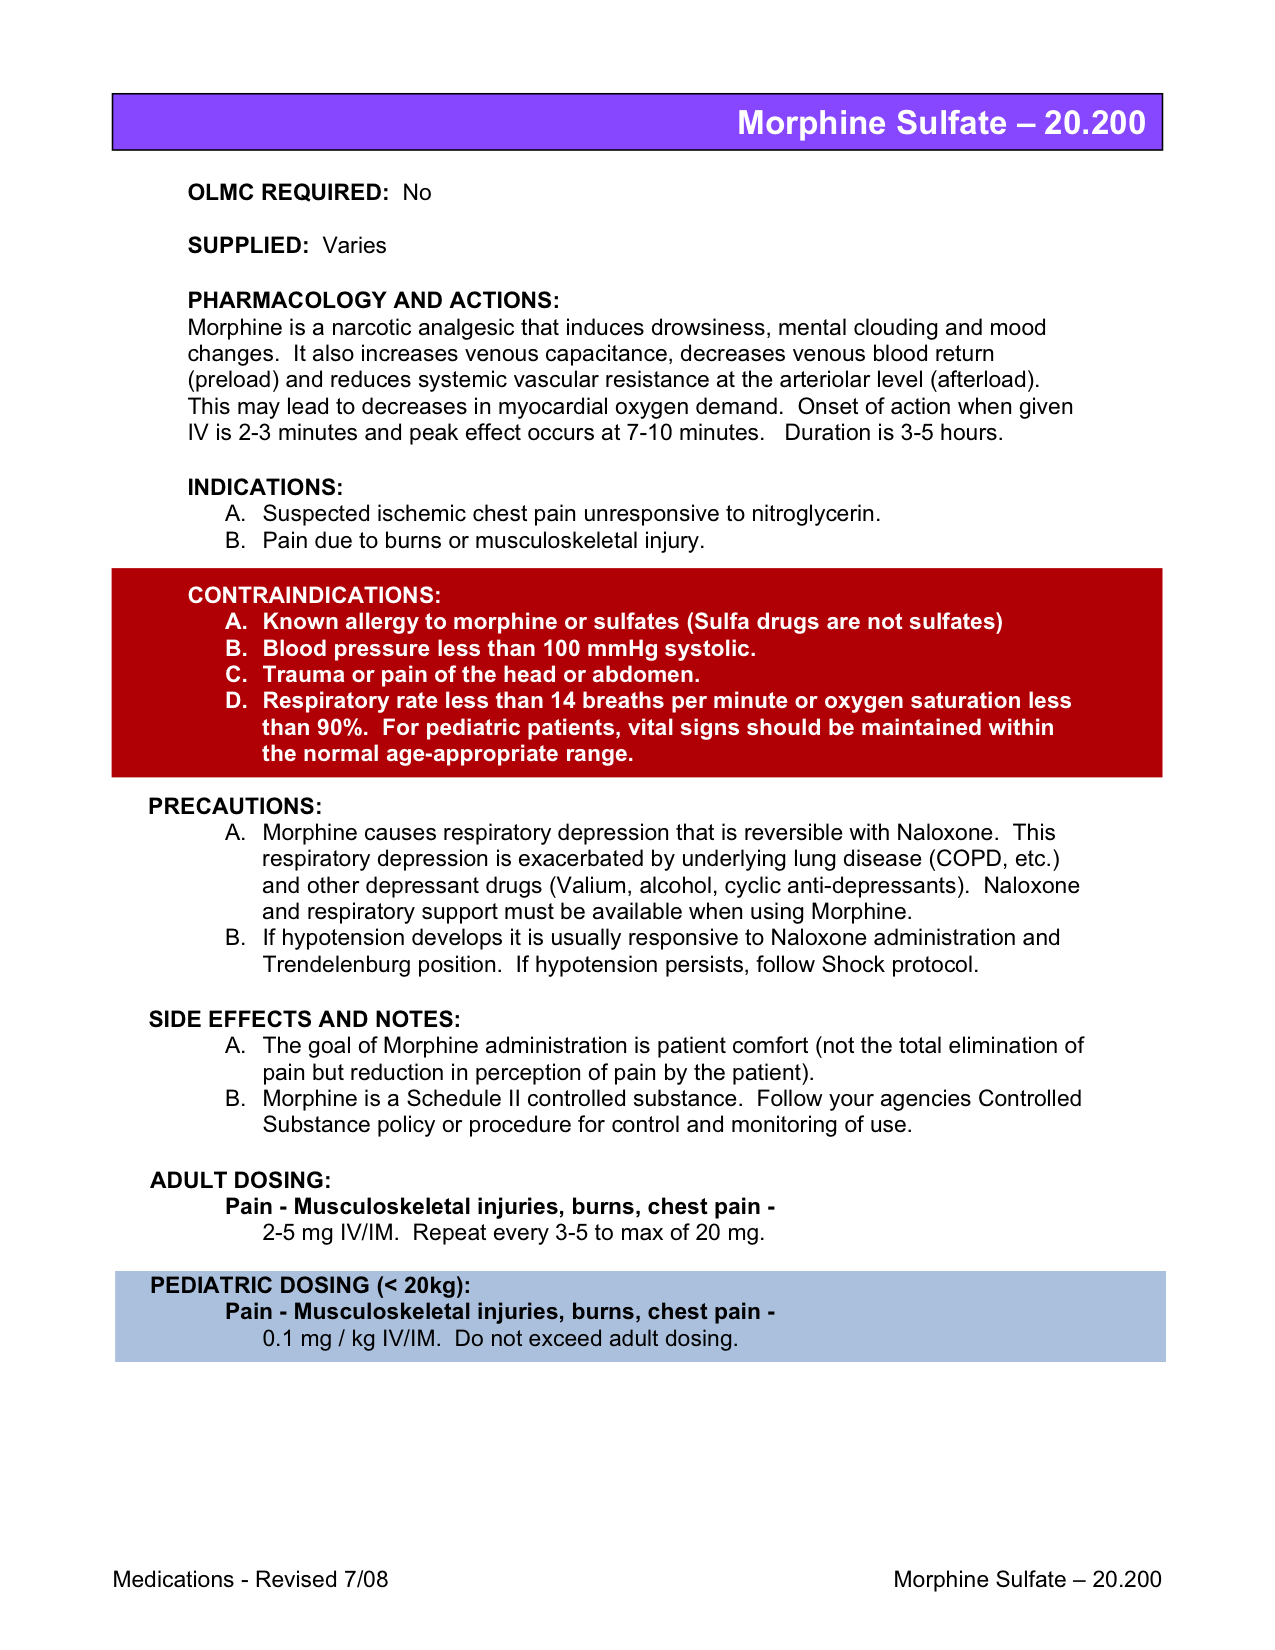 Morphine Sulfate – 20.200
OLMC REQUIRED: No
SUPPLIED: Varies
PHARMACOLOGY AND ACTIONS:
Morphine is a narcotic analgesic that induces drowsiness, mental clouding and mood
changes. It also increases venous capacitance, decreases venous blood return
(preload) and reduces systemic vascular resistance at the arteriolar level (afterload).
This may lead to decreases in myocardial oxygen demand. Onset of action when given
IV is 2-3 minutes and peak effect occurs at 7-10 minutes. Duration is 3-5 hours.
INDICATIONS:
A. Suspected ischemic chest pain unresponsive to nitroglycerin.
B. Pain due to burns or musculoskeletal injury.
CONTRAINDICATIONS:
A. Known allergy to morphine or sulfates (Sulfa drugs are not sulfates)
B. Blood pressure less than 100 mmHg systolic.
C. Trauma or pain of the head or abdomen.
D. Respiratory rate less than 14 breaths per minute or oxygen saturation less
than 90%. For pediatric patients, vital signs should be maintained within
the normal age-appropriate range.
PRECAUTIONS:
A. Morphine causes respiratory depression that is reversible with Naloxone. This
respiratory depression is exacerbated by underlying lung disease (COPD, etc.)
and other depressant drugs (Valium, alcohol, cyclic anti-depressants). Naloxone
and respiratory support must be available when using Morphine.
B. If hypotension develops it is usually responsive to Naloxone administration and
Trendelenburg position. If hypotension persists, follow Shock protocol.
SIDE EFFECTS AND NOTES:
A. The goal of Morphine administration is patient comfort (not the total elimination of
pain but reduction in perception of pain by the patient).
B. Morphine is a Schedule II controlled substance. Follow your agencies Controlled
Substance policy or procedure for control and monitoring of use.
ADULT DOSING:
Pain - Musculoskeletal injuries, burns, chest pain -
2-5 mg IV/IM. Repeat every 3-5 to max of 20 mg.
PEDIATRIC DOSING (< 20kg):
Pain - Musculoskeletal injuries, burns, chest pain -
0.1 mg / kg IV/IM. Do not exceed adult dosing.
Medications - Revised 7/08
Morphine Sulfate – 20.200